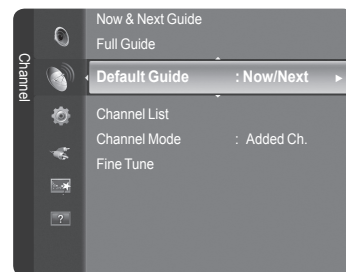 Channel
Now & Next Guide
Full Guide
Default Guide : Now/Next
Channel List
Channel Mode : Added Ch.
Fine Tune
?